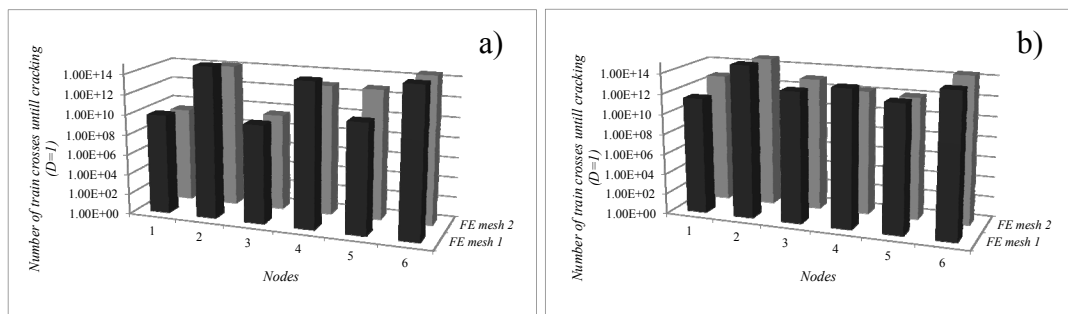 a)
Number of train crosses untill cracking
(D=1)
1.00E+14
1.00E+12
1.00E+10
1.00E+08
1.00E+06
1.00E+04
1.00E+02
1.00E+00
1
2
3
4
5
6
FE mesh 2
FE mesh 1
Nodes
b)
Number of train crosses untill cracking
(D=1)
1.00E+14
1.00E+12
1.00E+10
1.00E+08
1.00E+06
1.00E+04
1.00E+02
1.00E+00
1
2
3
4
5
6
FE mesh 2
FE mesh 1
Nodes